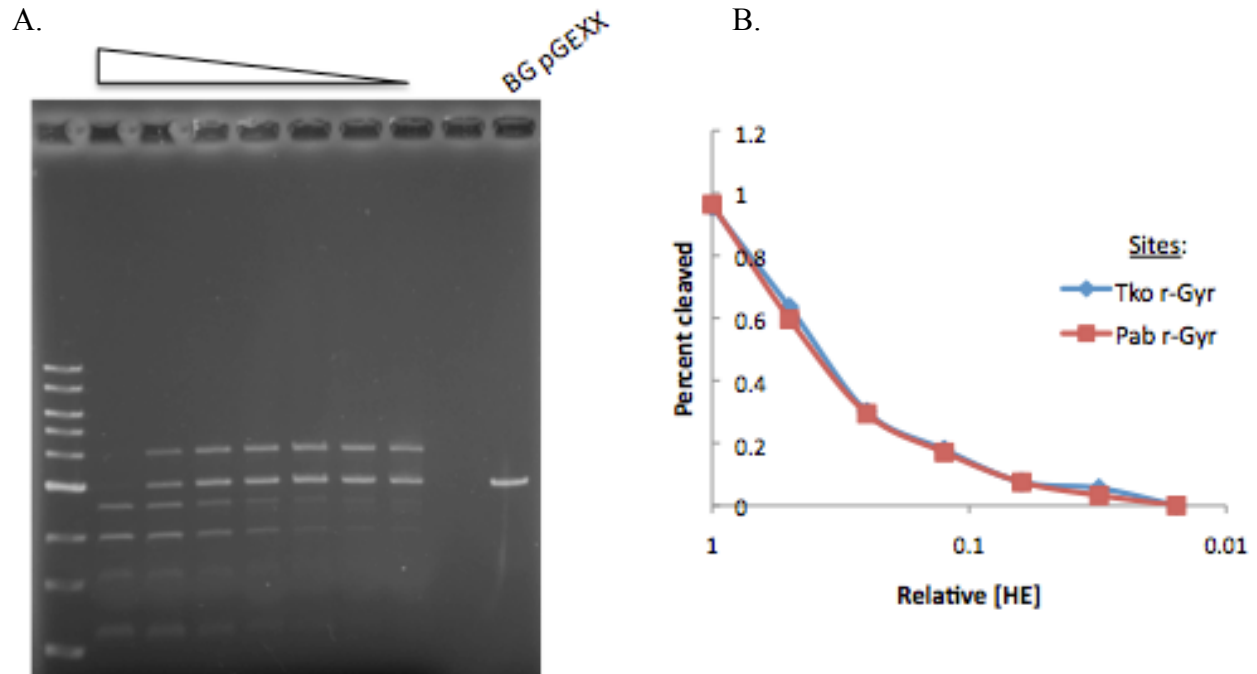 A.
B.
BG pGEXX
1.2
1
0.8
0.6
0.4
0.2
0
Percent cleaved
1
0.1
0.01
Relative [HE]
Sites:
Tko r-Gyr
Pab r-Gyr